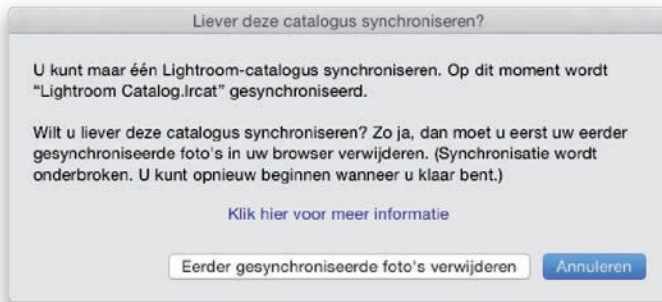 Liever deze catalogus synchroniseren?
U kunt maar één Lightroom-catalogus synchroniseren. Op dit moment wordt
“Lightroom Catalog.lrcat” gesynchroniseerd.
Wilt u liever deze catalogus synchroniseren? Zo ja, dan moet u eerst uw eerder
gesynchroniseerde foto's in uw browser verwijderen. (Synchronisatie wordt
onderbroken. U kunt opnieuw beginnen wanneer u klaar bent.)
Klik hier voor meer informatie
Eerder gesynchroniseerde foto's verwijderen Annuleren